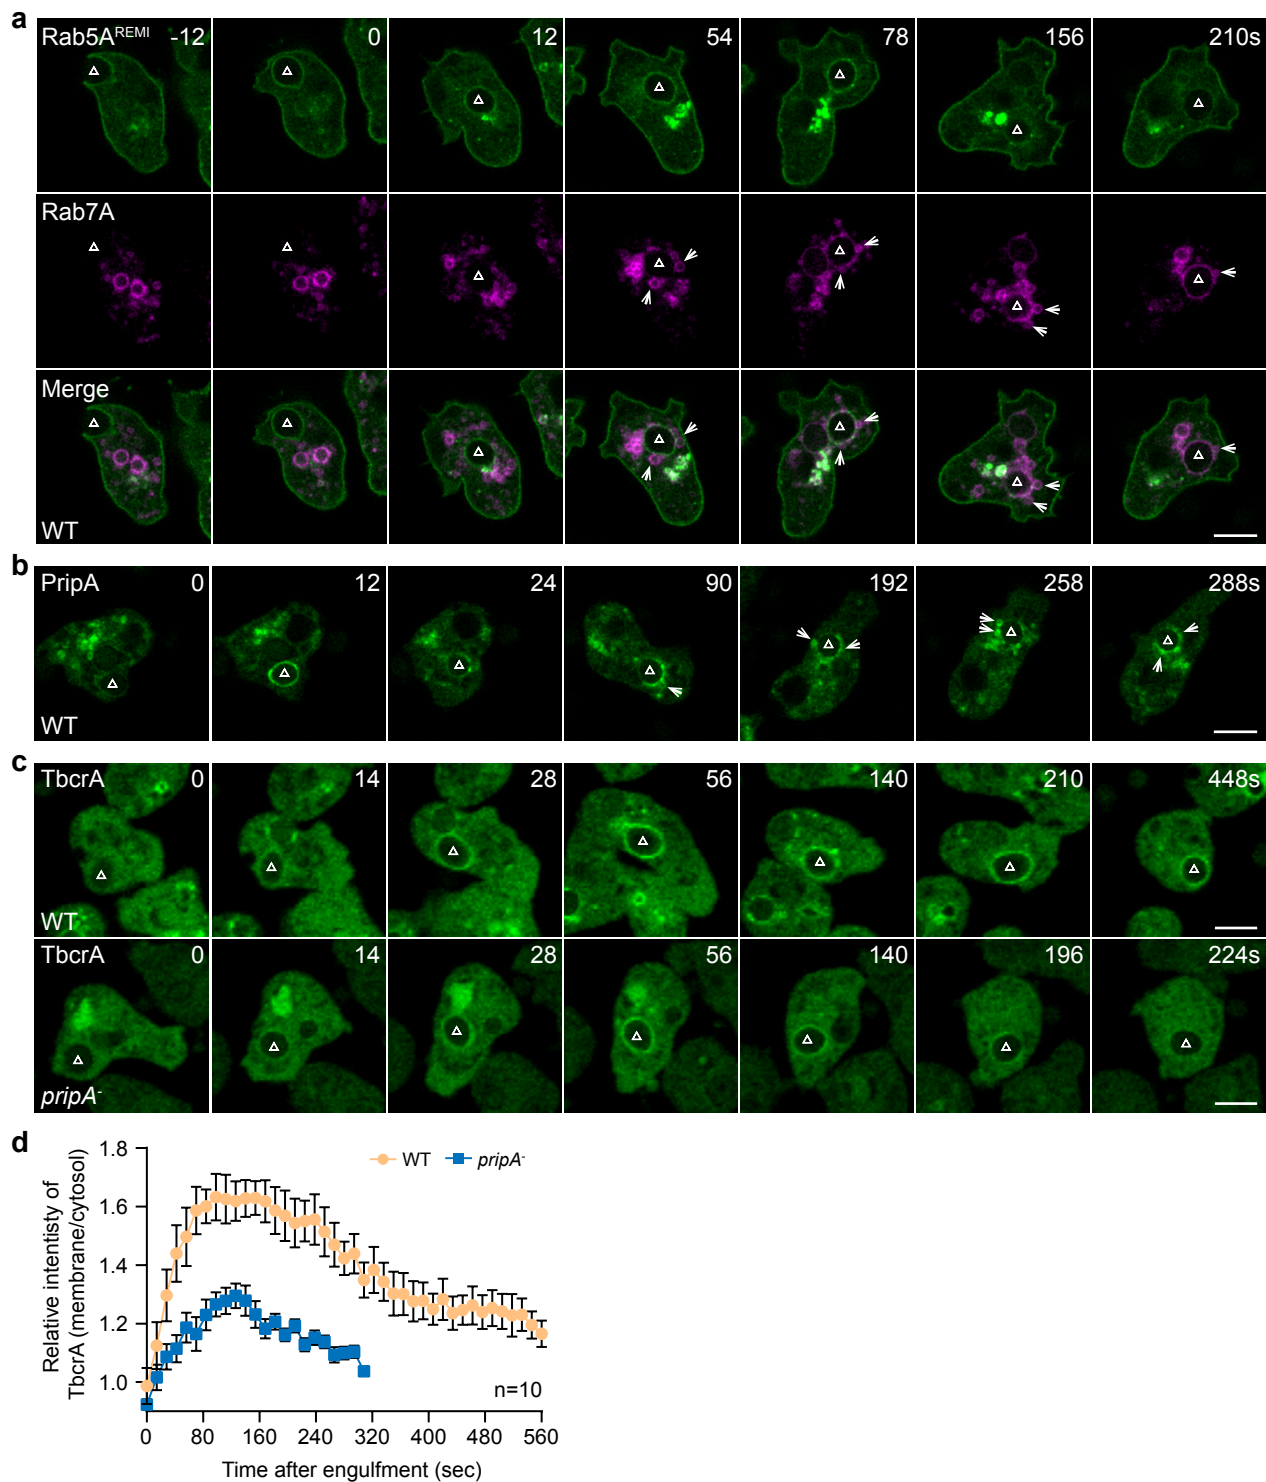 a
Rab5A^REMI -12 0 12 54 78 156 210s
Rab7A
Merge
WT
b
PripA 0 12 24 90 192 258 288s
WT
c
TbcrA 0 14 28 56 140 210 448s
WT
TbcrA 0 14 28 56 140 196 224s
pripA-
d
WT pripA-
Relative intentisty of
TbcrA (membrane/cytosol)
1.8
1.6
1.4
1.2
1.0
n=10
0 80 160 240 320 400 480 560
Time after engulfment (sec)